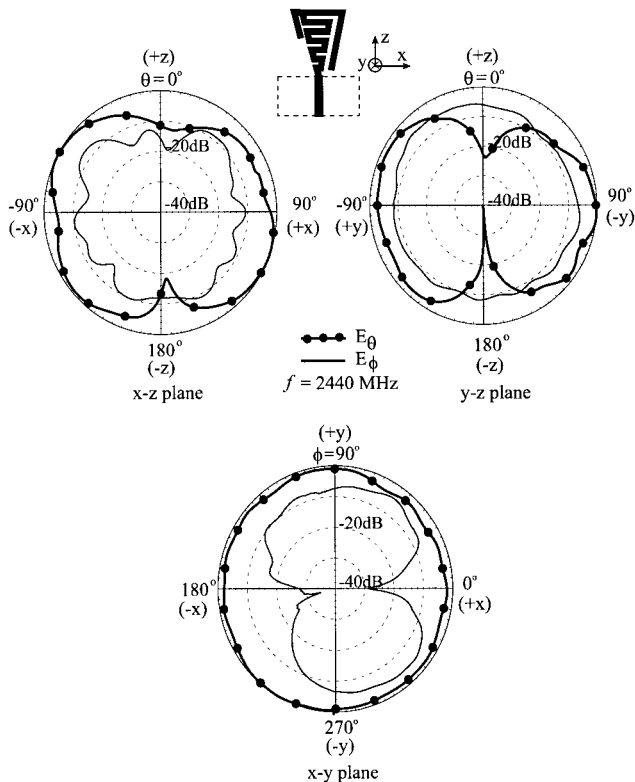 z
x
y
(+z)
θ = 0°
-20dB
-40dB
-90°
(-x)
90°
(+x)
180°
(-z)
x-z plane
(+z)
θ = 0°
-20dB
-40dB
-90°
(+y)
90°
(-y)
180°
(-z)
y-z plane
Eθ
Eϕ
f = 2440 MHz
(+y)
ϕ=90°
-20dB
-40dB
180°
(-x)
0°
(+x)
270°
(-y)
x-y plane